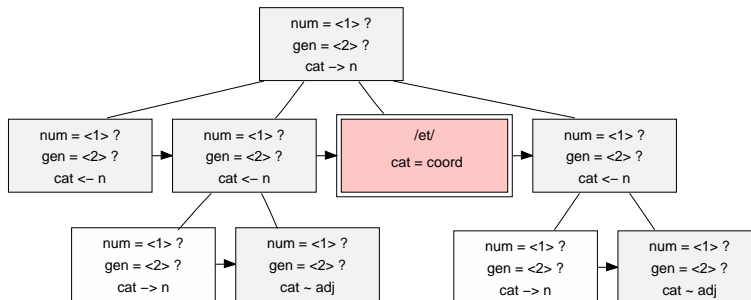 num = <1> ?
gen = <2> ?
cat −> n
num = <1> ?
gen = <2> ?
cat <− n
num = <1> ?
gen = <2> ?
cat <− n
/et/
cat = coord
num = <1> ?
gen = <2> ?
cat <− n
num = <1> ?
gen = <2> ?
cat −> n
num = <1> ?
gen = <2> ?
cat ~ adj
num = <1> ?
gen = <2> ?
cat −> n
num = <1> ?
gen = <2> ?
cat ~ adj